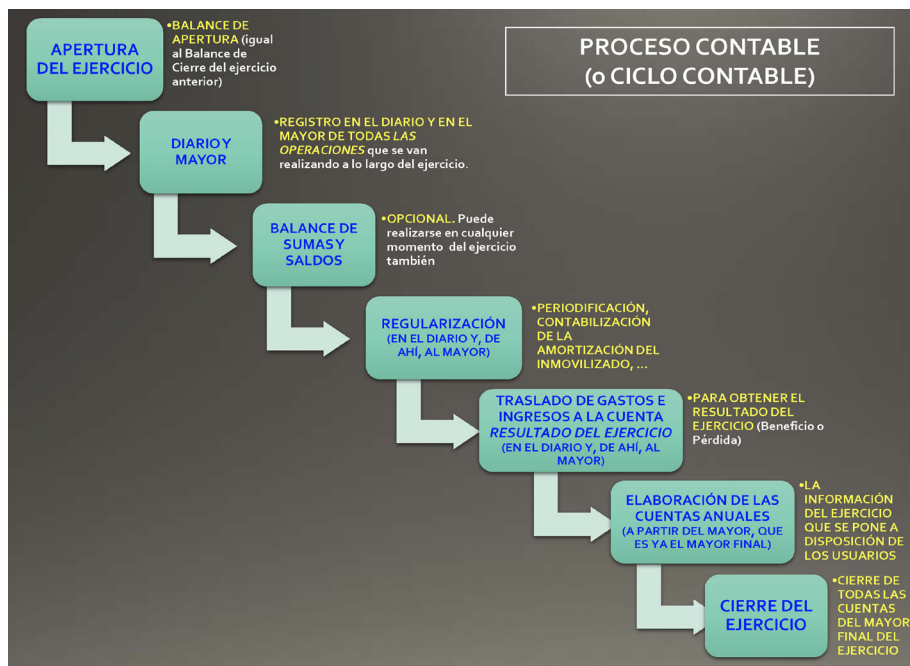 PROCESO CONTABLE
(o CICLO CONTABLE)
APERTURA
DEL EJERCICIO
•BALANCE DE
APERTURA (igual
al Balance de
Cierre del ejercicio
anterior)
DIARIO Y
MAYOR
•REGISTRO EN EL DIARIO Y EN EL
MAYOR DE TODAS LAS
OPERACIONES que se van
realizando a lo largo del ejercicio.
BALANCE DE
SUMAS Y
SALDOS
•OPCIONAL. Puede
realizarse en cualquier
momento del ejercicio
también
REGULARIZACIÓN
(EN EL DIARIO Y, DE
AHÍ, AL MAYOR)
•PERIODIFICACIÓN,
CONTABILIZACIÓN
DE LA
AMORTIZACIÓN DEL
INMOVILIZADO, ...
TRASLADO DE GASTOS E
INGRESOS A LA CUENTA
RESULTADO DEL EJERCICIO
(EN EL DIARIO Y, DE AHÍ, AL
MAYOR)
•PARA OBTENER EL
RESULTADO DEL
EJERCICIO (Beneficio o
Pérdida)
ELABORACIÓN DE LAS
CUENTAS ANUALES
(A PARTIR DEL MAYOR, QUE
ES YA EL MAYOR FINAL)
•LA
INFORMACIÓN
DEL EJERCICIO
QUE SE PONE A
DISPOSICIÓN DE
LOS USUARIOS
CIERRE DEL
EJERCICIO
•CIERRE DE
TODAS LAS
CUENTAS
DEL MAYOR
FINAL DEL
EJERCICIO